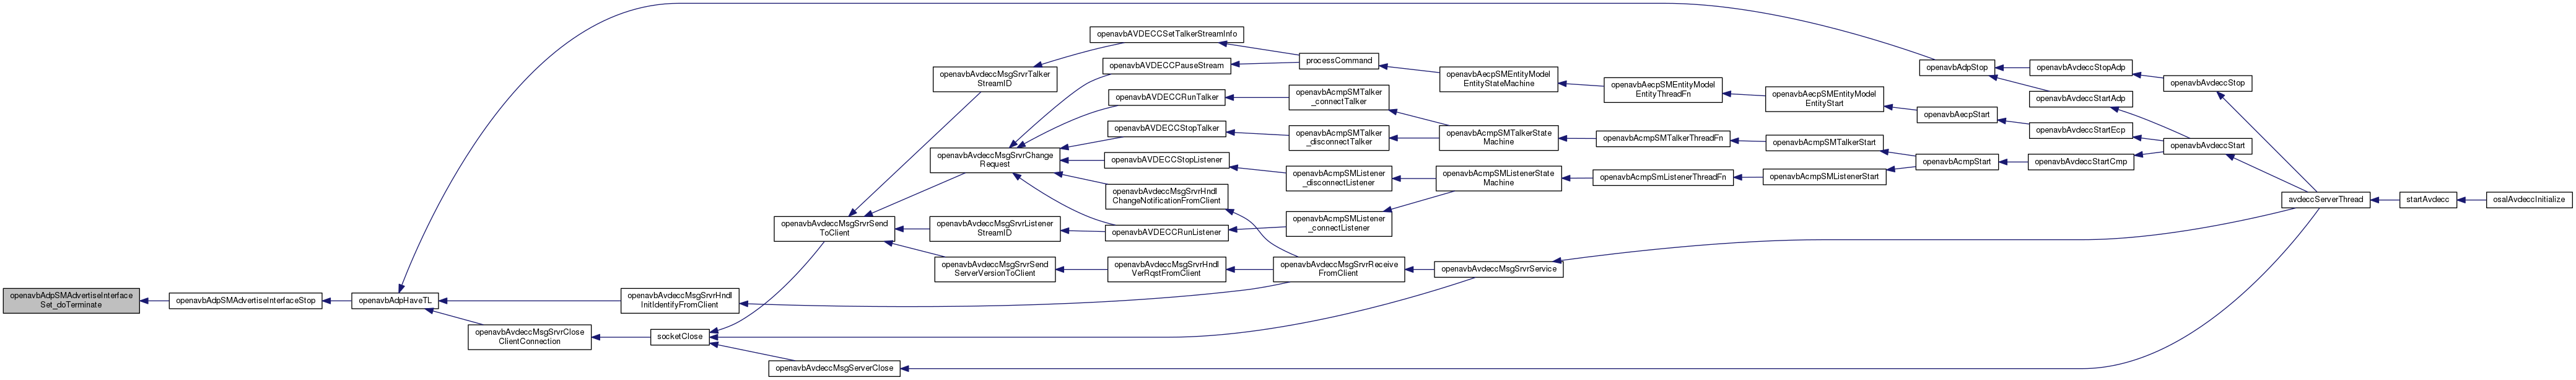 openavbAdpSMAdvertiseInterface
Set_doTerminate
openavbAdpSMAdvertiseInterfaceStop
openavbAdpHaveTL
openavbAvdeccMsgSrvrClose
ClientConnection
openavbAvdeccMsgSrvrHndl
InitIdentifyFromClient
socketClose
openavbAvdeccMsgSrvrSend
ToClient
openavbAvdeccMsgServerClose
openavbAvdeccMsgSrvrTalker
StreamID
openavbAvdeccMsgSrvrChange
Request
openavbAvdeccMsgSrvrListener
StreamID
openavbAvdeccMsgSrvrSend
ServerVersionToClient
openavbAVDECCSetTalkerStreamInfo
openavbAVDECCPauseStream
openavbAVDECCRunTalker
openavbAVDECCStopTalker
openavbAVDECCStopListener
openavbAvdeccMsgSrvrHndl
ChangeNotificationFromClient
openavbAVDECCRunListener
openavbAvdeccMsgSrvrHndl
VerRqstFromClient
processCommand
openavbAcmpSMTalker
_connectTalker
openavbAcmpSMTalker
_disconnectTalker
openavbAcmpSMListener
_disconnectListener
openavbAcmpSMListener
_connectListener
openavbAvdeccMsgSrvrReceive
FromClient
openavbAecpSMEntityModel
EntityStateMachine
openavbAcmpSMTalkerState
Machine
openavbAcmpSMListenerState
Machine
openavbAvdeccMsgSrvrService
openavbAecpSMEntityModel
EntityThreadFn
openavbAcmpSMTalkerThreadFn
openavbAcmpSmListenerThreadFn
openavbAecpSMEntityModel
EntityStart
openavbAcmpSMTalkerStart
openavbAcmpSMListenerStart
openavbAdpStop
openavbAecpStart
openavbAcmpStart
openavbAvdeccStopAdp
openavbAvdeccStartAdp
openavbAvdeccStartEcp
openavbAvdeccStartCmp
openavbAvdeccStop
openavbAvdeccStart
avdeccServerThread
startAvdecc
osalAvdeccInitialize